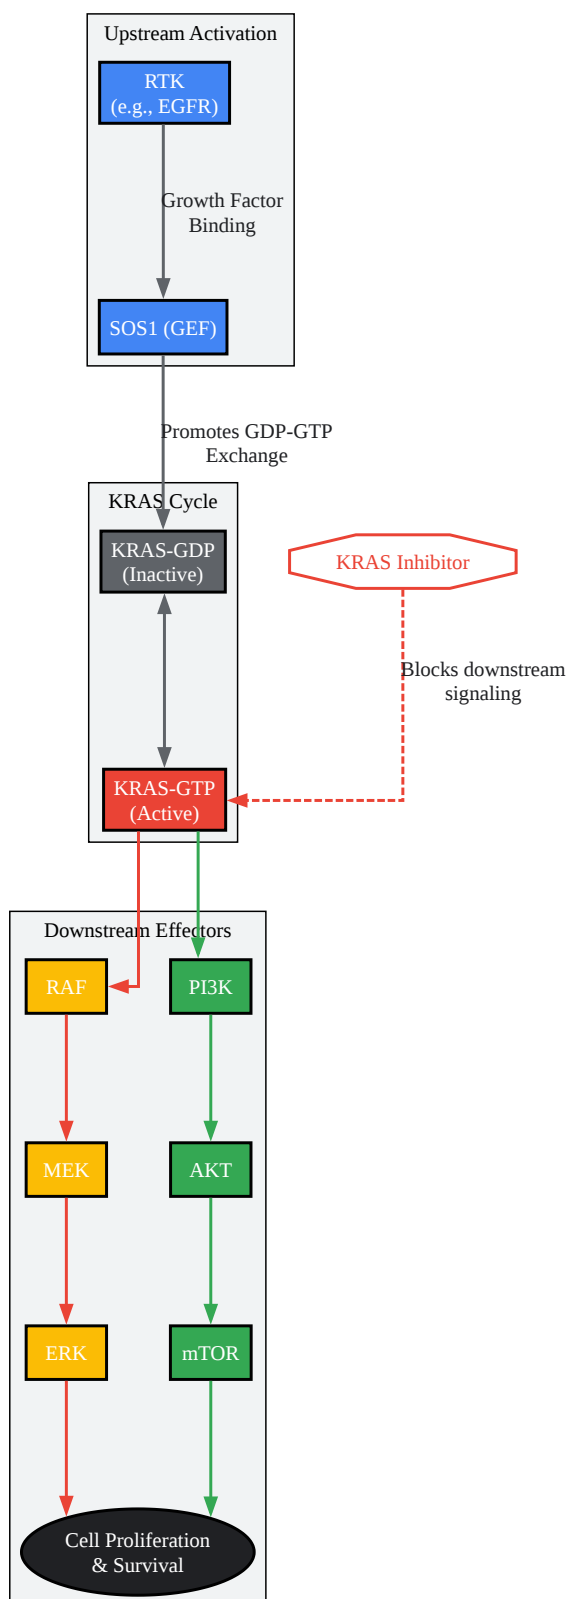 Upstream Activation
RTK
(e.g., EGFR)
Growth Factor
Binding
SOS1 (GEF)
Promotes GDP-GTP
Exchange
KRAS Cycle
KRAS-GDP
(Inactive)
KRAS Inhibitor
Blocks downstream
signaling
KRAS-GTP
(Active)
Downstream Effectors
RAF
PI3K
MEK
AKT
ERK
mTOR
Cell Proliferation
& Survival